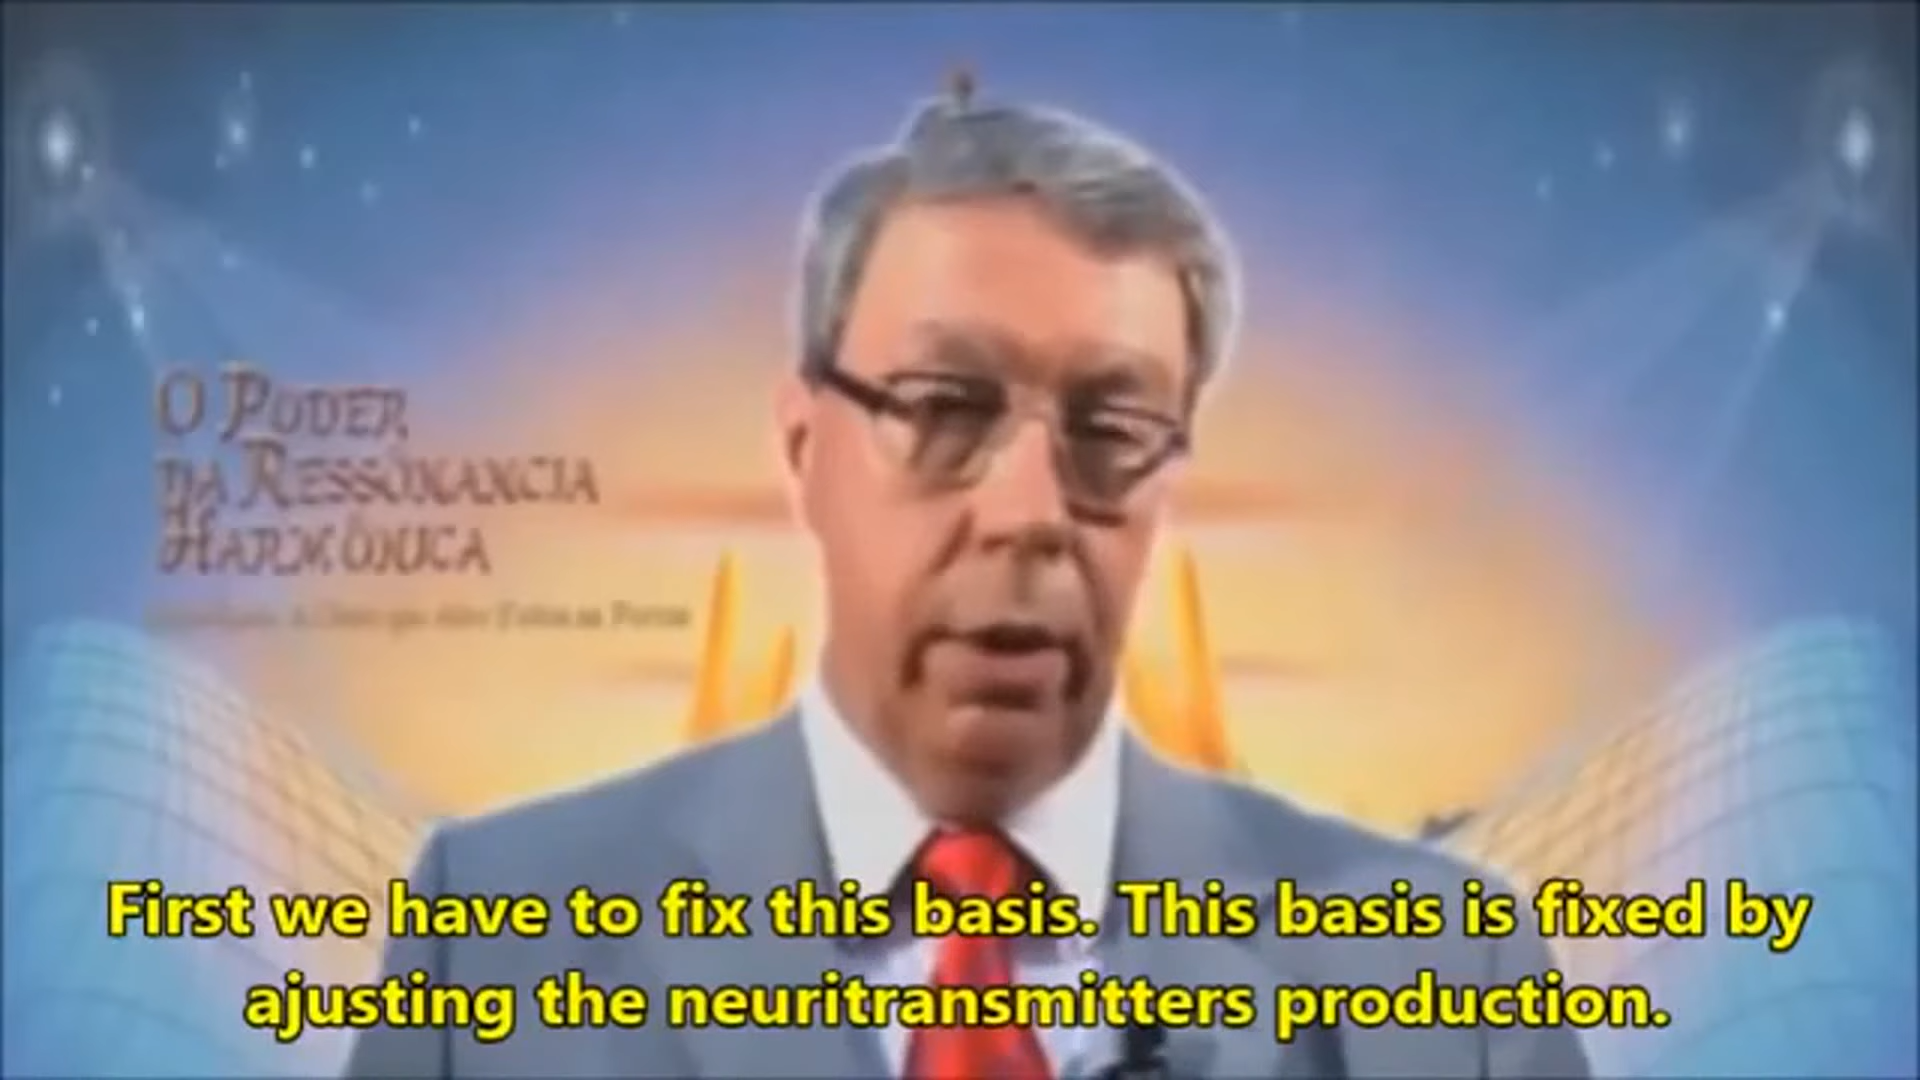 O PODER
DA RESSONANCIA
HARMÔNICA
First we have to fix this basis. This basis is fixed by
ajusting the neuritransmitters production.